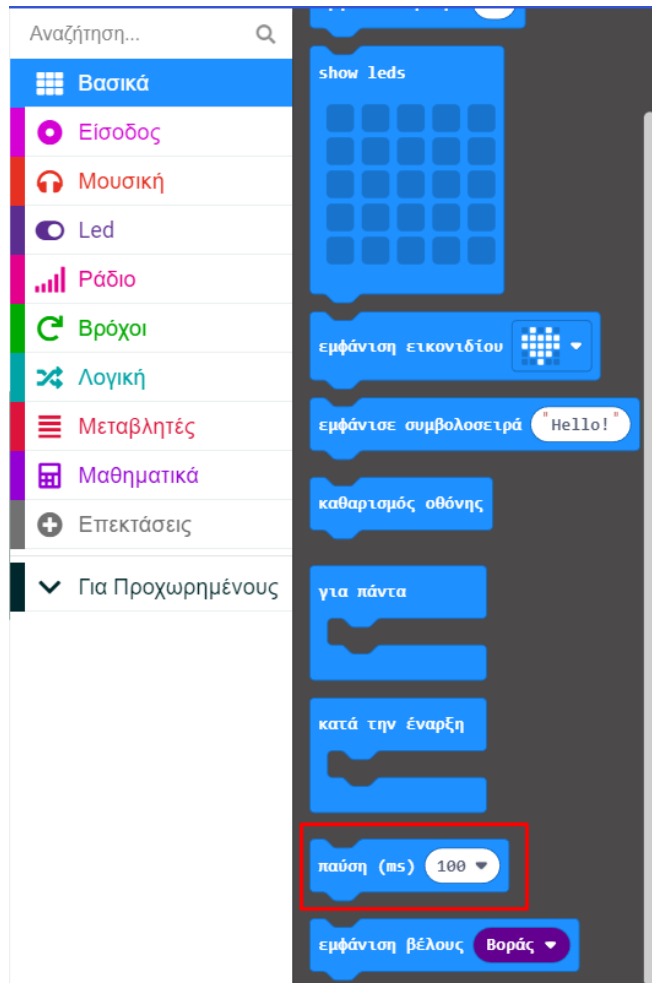 Αναζήτηση...
Βασικά
Είσοδος
Μουσική
Led
Ράδιο
Βρόχοι
Λογική
Μεταβλητές
Μαθηματικά
Επεκτάσεις
Για Προχωρημένους
show leds
εμφάνιση εικονιδίου
εμφάνισε συμβολοσειρά "Hello!"
καθαρισμός οθόνης
για πάντα
κατά την έναρξη
παύση (ms) 100
εμφάνιση βέλους Βοράς